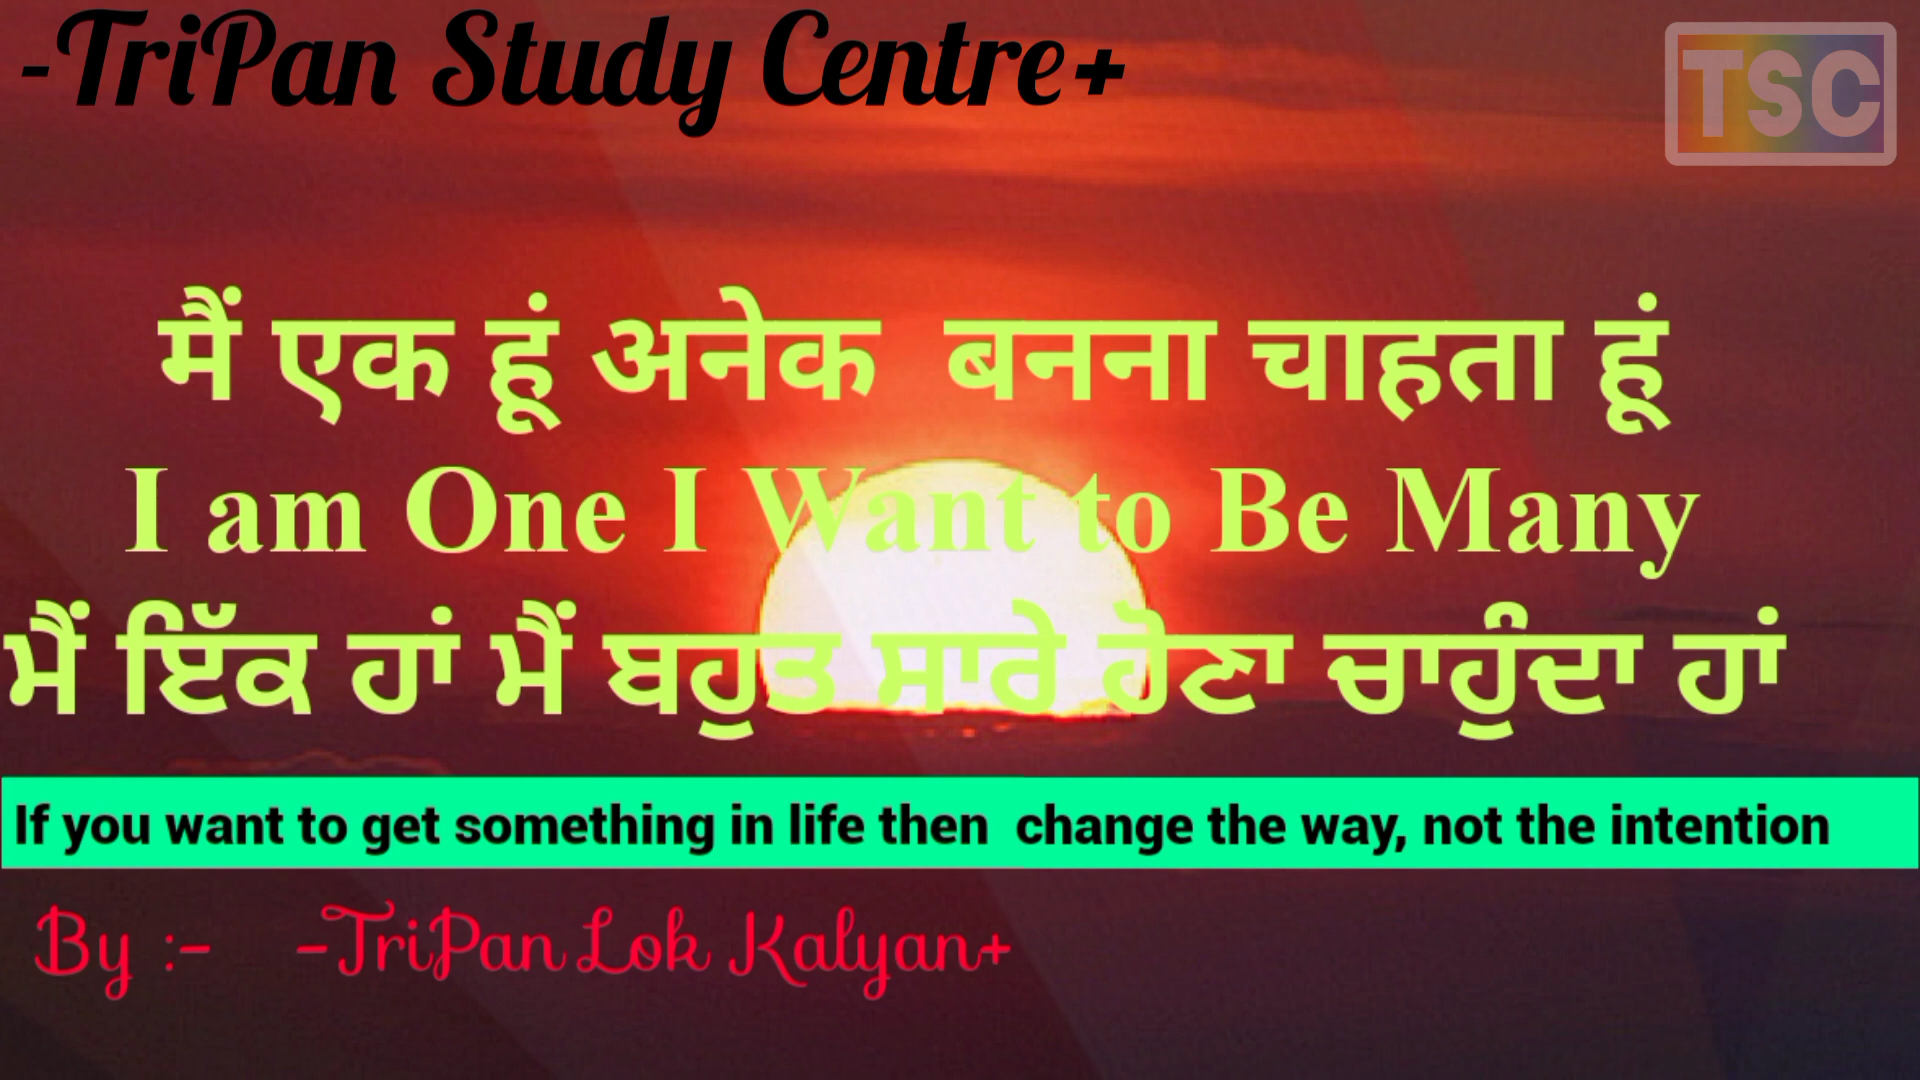 -TriPan Study Centre+
TSC
मैं एक हूं अनेक बनना चाहता हूं
I am One I Want to Be Many
ਮੈਂ ਇੱਕ ਹਾਂ ਮੈਂ ਬਹੁਤ ਸਾਰੇ ਹੋਣਾ ਚਾਹੁੰਦਾ ਹਾਂ
If you want to get something in life then change the way, not the intention
By :- -TriPan Lok Kalyan+